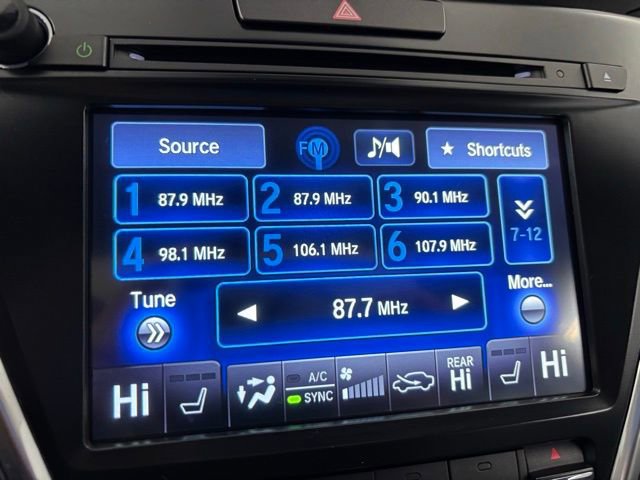 Source
FM
★ Shortcuts
1 87.9 MHz
2 87.9 MHz
3 90.1 MHz
7-12
4 98.1 MHz
5 106.1 MHz
6 107.9 MHz
Tune
87.7 MHz
More...
Hi
A/C
SYNC
REAR
Hi
Hi